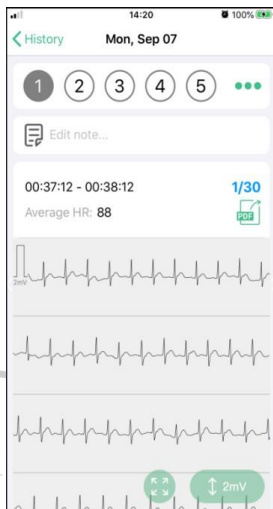 14:20 100%
History Mon, Sep 07
1 2 3 4 5
Edit note...
00:37:12 - 00:38:12 1/30
Average HR: 88
PDF
2mV
2mV